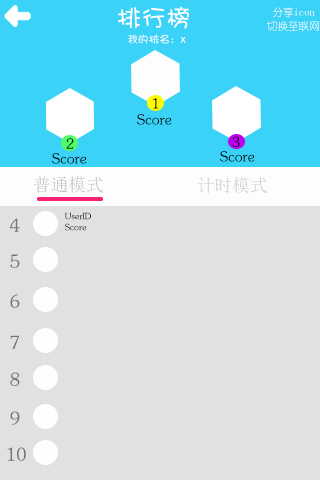 排行榜
分享icon
切换至联网
我的排名：x
1
Score
2
Score
3
Score
普通模式
计时模式
4
UserID
Score
5
6
7
8
9
10